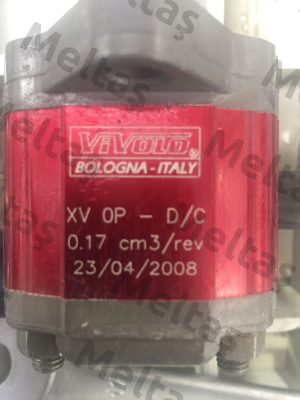 VIVOLO
BOLOGNA-ITALY
XV 0P - D/C
0.17 cm3/rev
23/04/2008
Meltaş